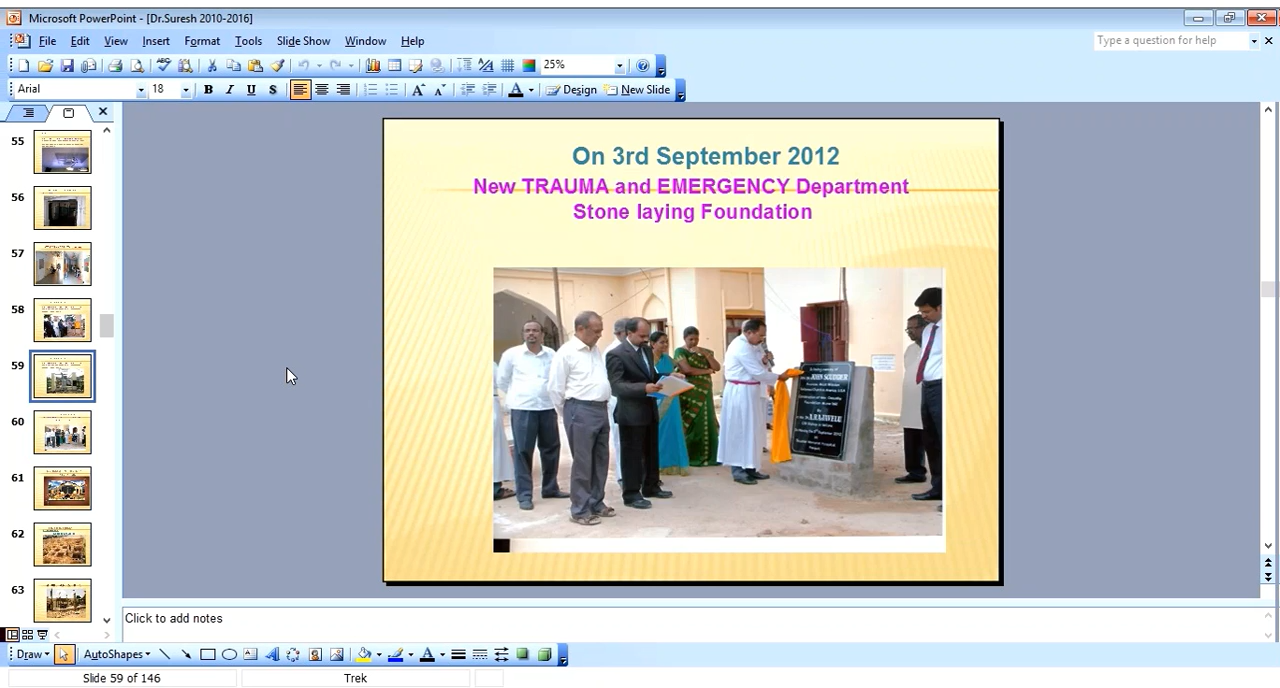 Microsoft PowerPoint - [Dr.Suresh 2010-2016]
File Edit View Insert Format Tools Slide Show Window Help
Type a question for help
25%
Arial 18 B I U S A A A Design New Slide
55
56
57
58
59
60
61
62
63
On 3rd September 2012
New TRAUMA and EMERGENCY Department
Stone laying Foundation
JOHN SCUDDER
Click to add notes
Draw AutoShapes A A
Slide 59 of 146 Trek